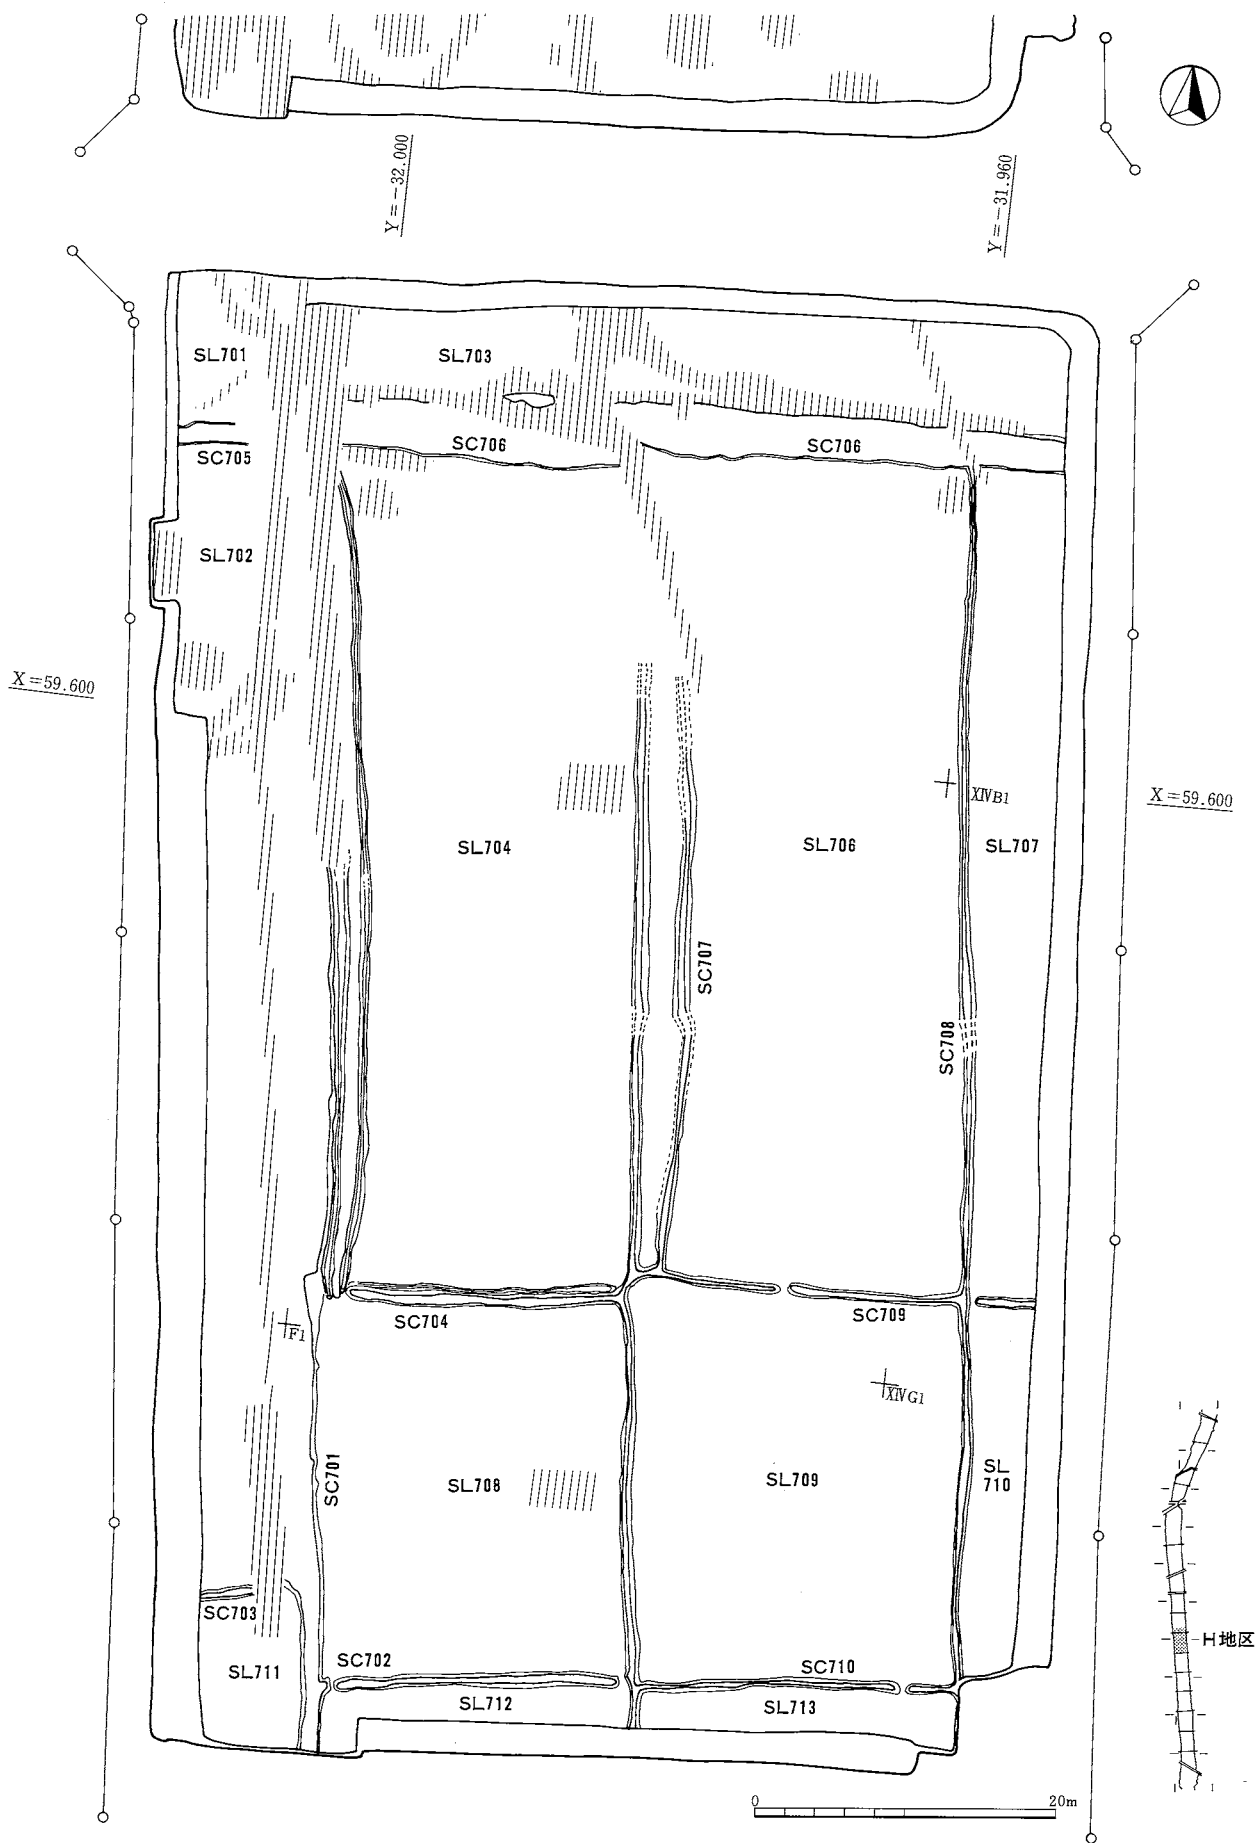 Y=-32.000
Y=-31.960
SL701
SL703
SC705
SC706
SC706
SL702
X=59.600
XIVB1
X=59.600
SL704
SL706
SL707
SC707
SC708
SC704
SC709
F1
XIVG1
SC701
SL708
SL709
SL
710
SC703
エ地区
SL711
SC702
SC710
SL712
SL713
0
20m